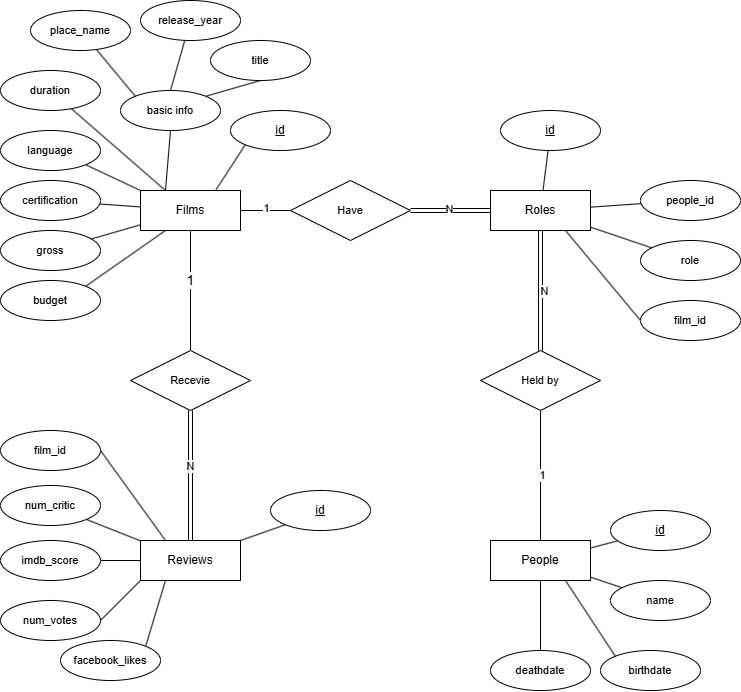 release_year
place_name
title
duration
basic info
id
id
language
certification
people_id
Films
1
Have
N
Roles
gross
role
budget
1
N
film_id
Recevie
Held by
film_id
N
1
num_critic
id
id
imdb_score
Reviews
People
name
num_votes
facebook_likes
deathdate
birthdate